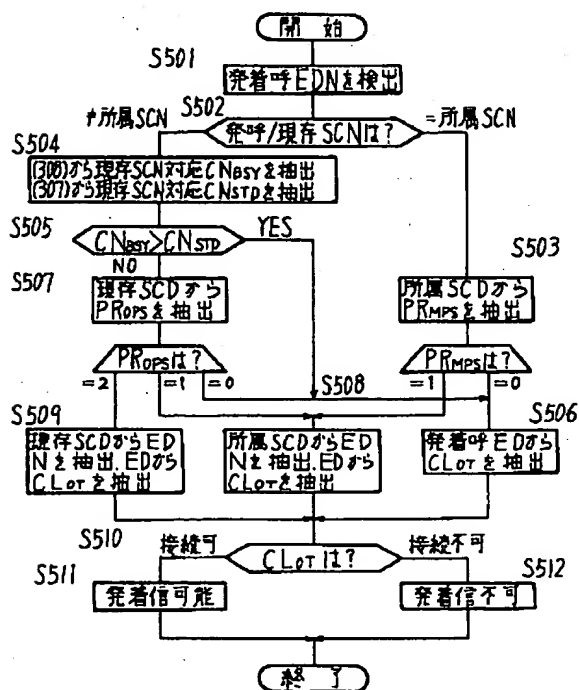 開始
S501
発着呼EDNを検出
S502
≠所属SCN
発呼/現存SCNは?
=所属SCN
S504
(308)から現存SCN対応CNBSYを抽出
(307)から現存SCN対応CNSTDを抽出
S505
CNBSY>CNSTD
YES
NO
S503
S507
現存SCDから
PROPSを抽出
所属SCDから
PRMPSを抽出
PROPSは?
PRMPSは?
=2
=1
=0
S508
=1
=0
S509
S506
現存SCDからED
Nを抽出.EDから
CLOTを抽出
所属SCDからED
Nを抽出.EDから
CLOTを抽出
発着呼EDから
CLOTを抽出
S510
接続可
CLOTは?
接続不可
S511
発着信可能
S512
発着信不可
終了